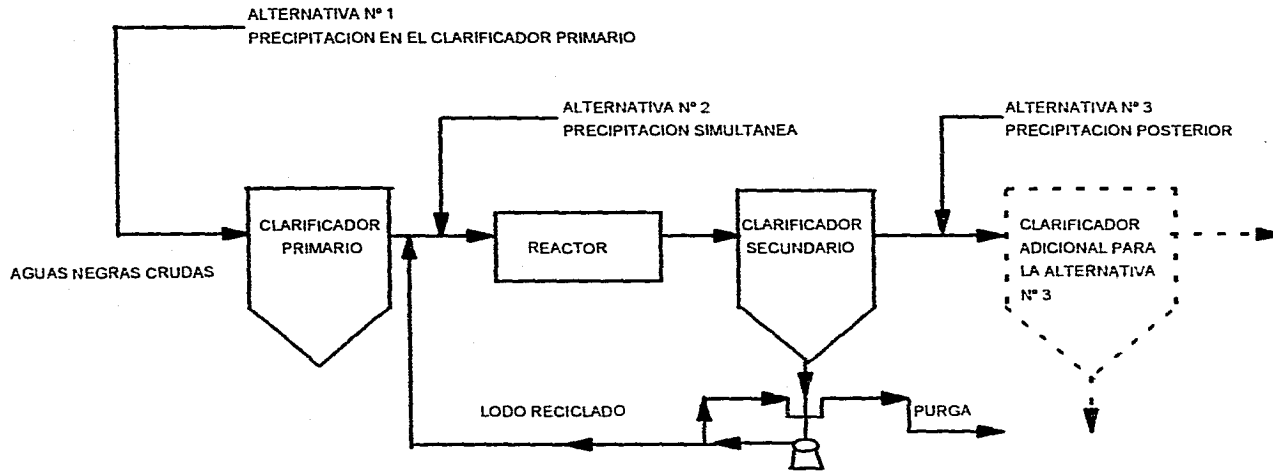 ALTERNATIVA Nº 1
PRECIPITACION EN EL CLARIFICADOR PRIMARIO
ALTERNATIVA Nº 2
PRECIPITACION SIMULTANEA
ALTERNATIVA Nº 3
PRECIPITACION POSTERIOR
AGUAS NEGRAS CRUDAS
CLARIFICADOR
PRIMARIO
REACTOR
CLARIFICADOR
SECUNDARIO
CLARIFICADOR
ADICIONAL PARA
LA ALTERNATIVA
Nº 3
LODO RECICLADO
PURGA